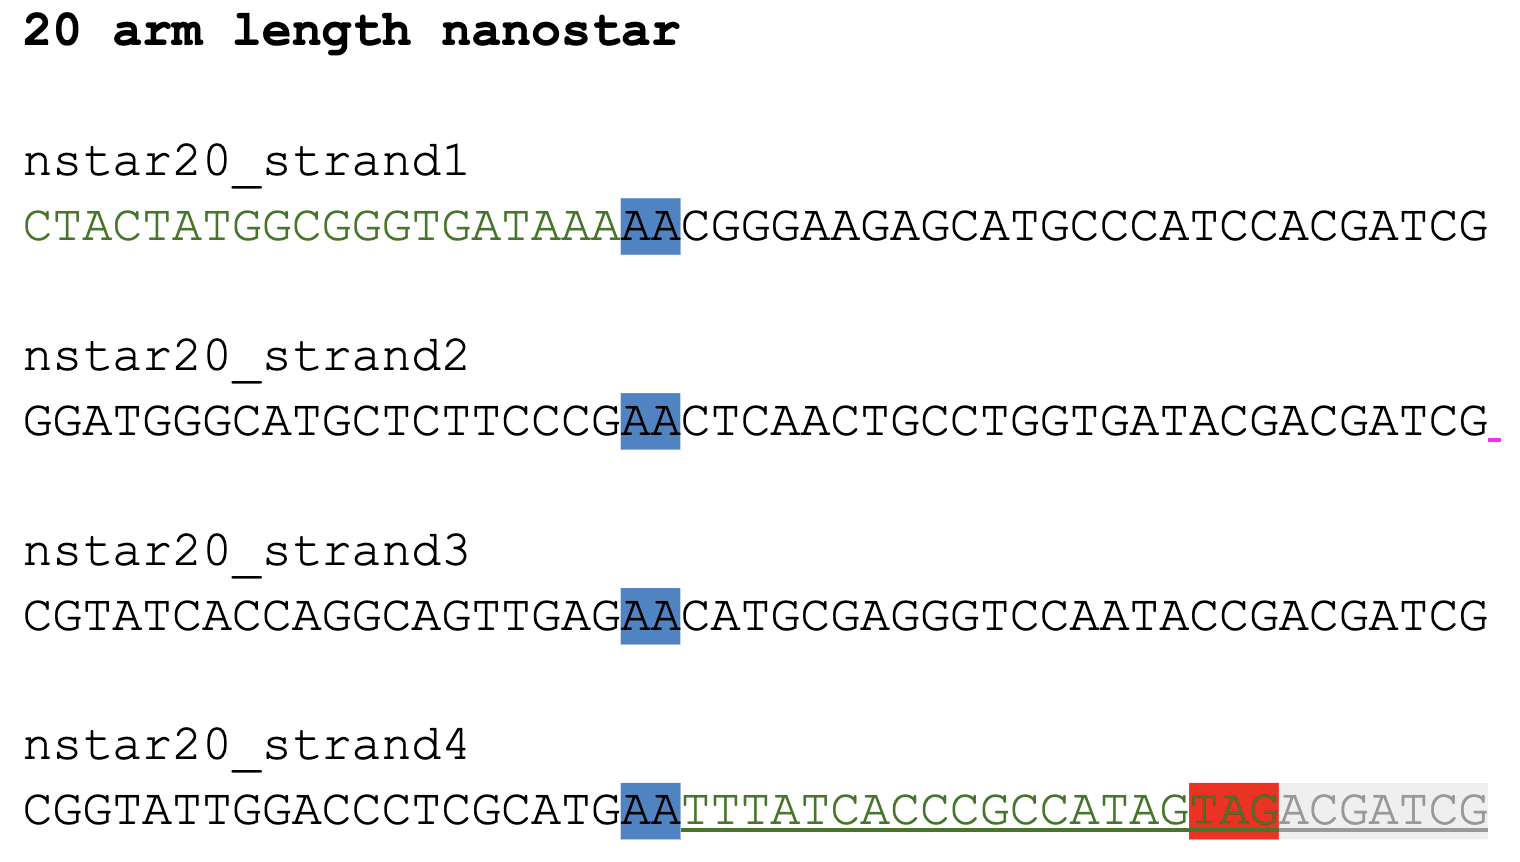 20 arm length nanostar
nstar20_strand1
CTACTATGGCGGGTGATAAAAACGGGAAGAGCATGCCCATCCACGATCG
nstar20_strand2
GGATGGGCATGCTCTTCCCGAACTCAACTGCCTGGTGATACGACGATCG
nstar20_strand3
CGTATCACCAGGCAGTTGAGAACATGCGAGGGTCCAATACCGACGATCG
nstar20_strand4
CGGTATTGGACCCTCGCATGAATTTATCACCCGCCATAGTAGACGATCG